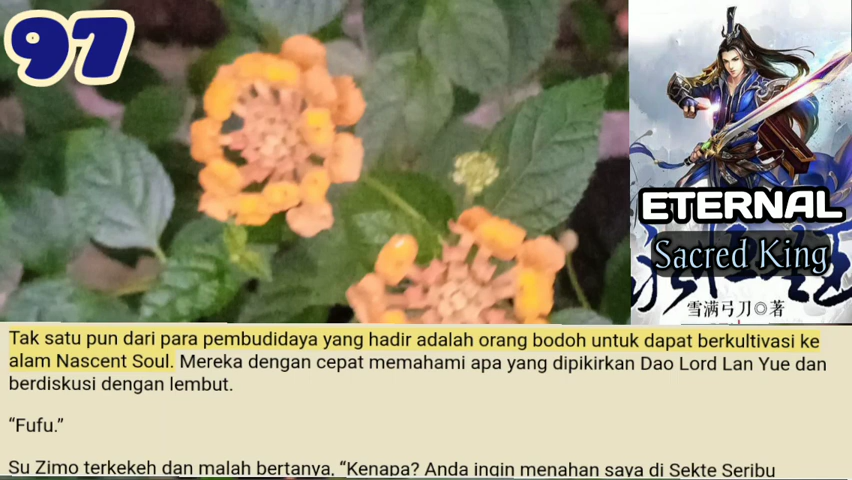 97
ETERNAL
Sacred King
雪满弓刀◎著
Tak satu pun dari para pembudidaya yang hadir adalah orang bodoh untuk dapat berkultivasi ke
alam Nascent Soul. Mereka dengan cepat memahami apa yang dipikirkan Dao Lord Lan Yue dan
berdiskusi dengan lembut.
“Fufu.”
Su Zimo terkekeh dan malah bertanya, “Kenapa? Anda ingin menahan saya di Sekte Seribu